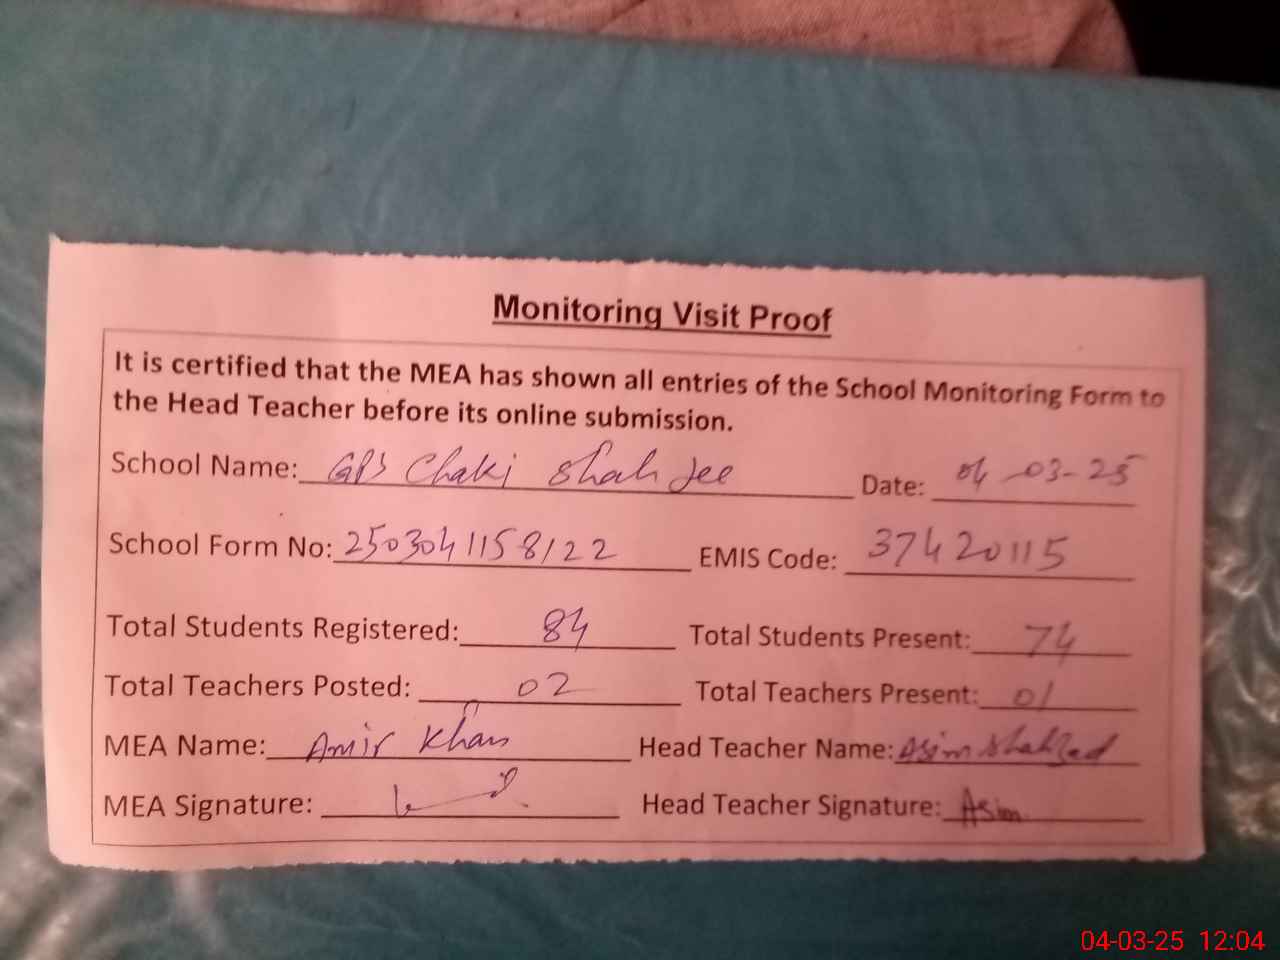 Monitoring Visit Proof
It is certified that the MEA has shown all entries of the School Monitoring Form to
the Head Teacher before its online submission.
School Name: GPS Chaki Shah Jee Date: 04-03-25
School Form No: 2503041158122 EMIS Code: 37420115
Total Students Registered: 84 Total Students Present: 74
Total Teachers Posted: 02 Total Teachers Present: 01
MEA Name: Amir Khan Head Teacher Name: Asim Shahzad
MEA Signature: Head Teacher Signature: Asim
04-03-25 12:04